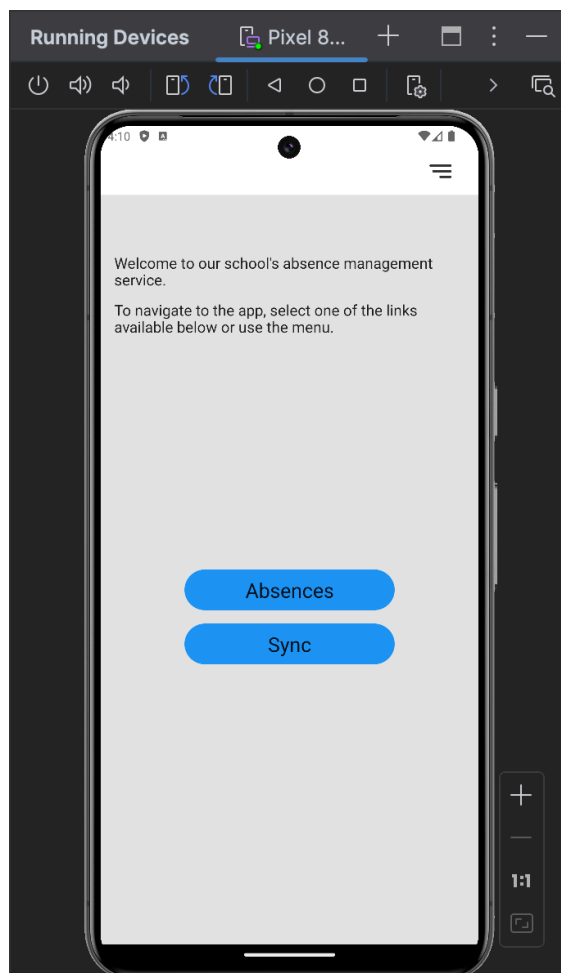 Running Devices
Pixel 8...
4:10
Welcome to our school's absence management
service.
To navigate to the app, select one of the links
available below or use the menu.
Absences
Sync
1:1